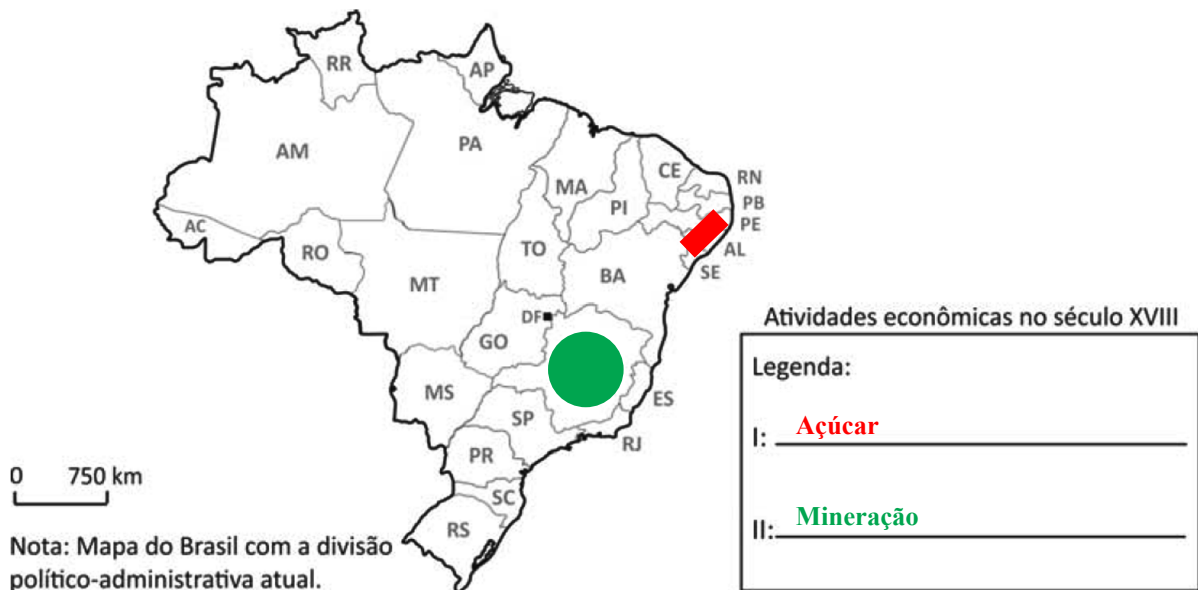 RR
AP
AM
PA
MA
CE
RN
PI
PB
PE
AC
AL
TO
RO
SE
BA
MT
DF
GO
MS
ES
SP
RJ
PR
SC
RS
0 750 km
Nota: Mapa do Brasil com a divisão
político-administrativa atual.
Atividades econômicas no século XVIII
Legenda:
I: Açúcar
II: Mineração